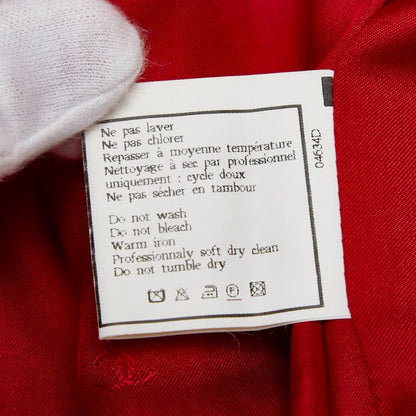 Ne pas laver
Ne pas chlorer
Repasser à moyenne température
Nettoyage à sec par professionnel
uniquement : cycle doux
Ne pas sécher en tambour
Do not wash
Do not bleach
Warm iron
Professionnaly soft dry clean
Do not tumble dry
04634D